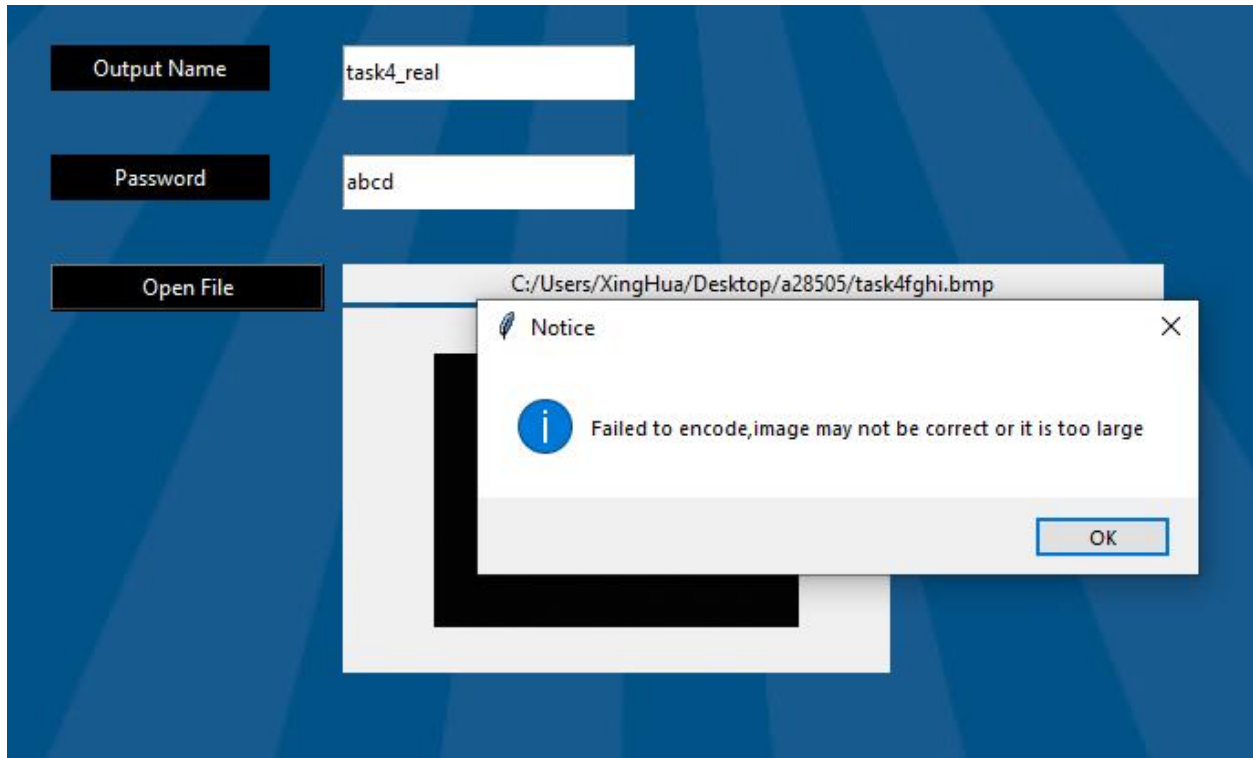 Output Name
task4_real
Password
abcd
Open File
C:/Users/XingHua/Desktop/a28505/task4fghi.bmp
Notice
Failed to encode,image may not be correct or it is too large
OK